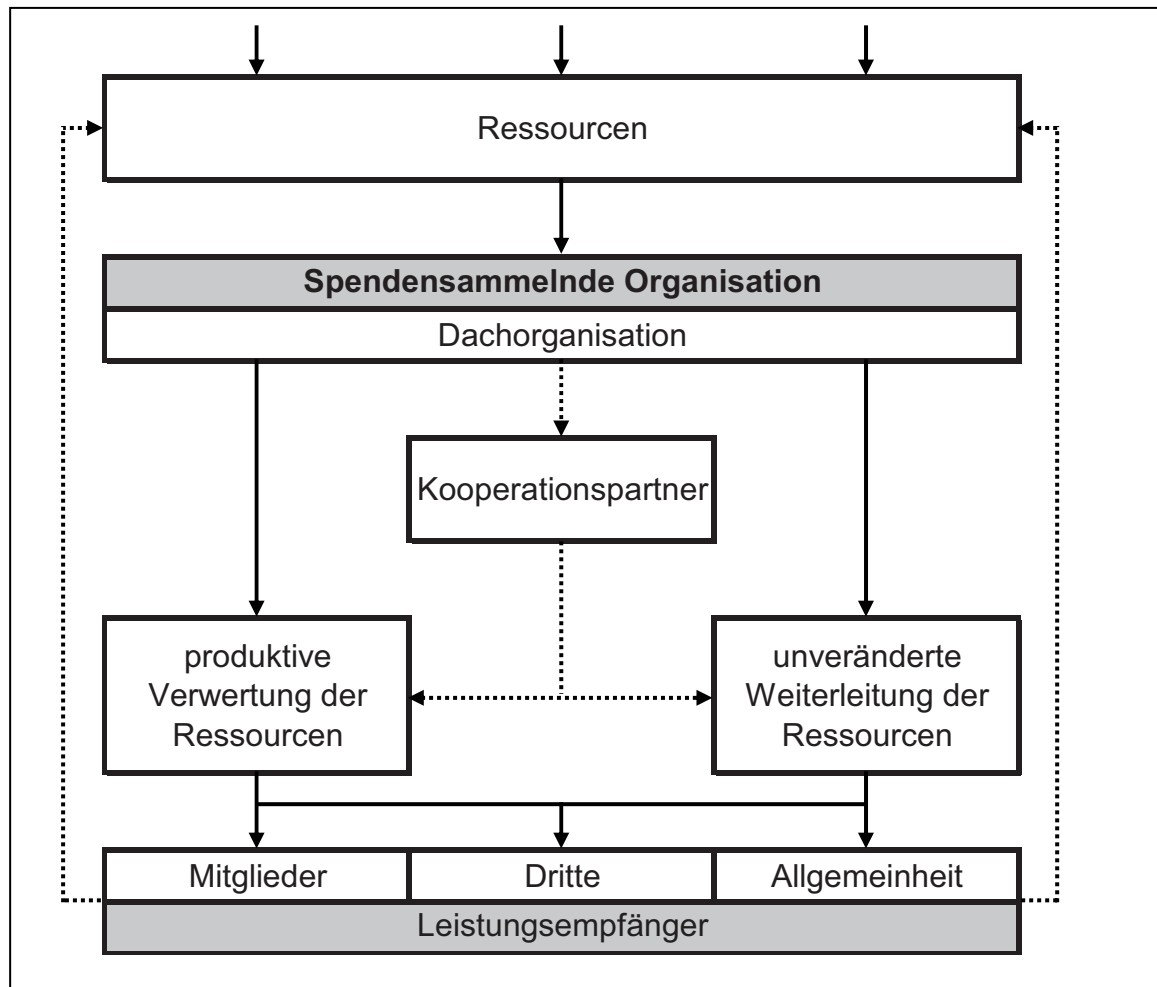 Ressourcen
Spendensammelnde Organisation
Dachorganisation
Kooperationspartner
produktive
Verwertung der
Ressourcen
unveränderte
Weiterleitung der
Ressourcen
Mitglieder
Dritte
Allgemeinheit
Leistungsempfänger